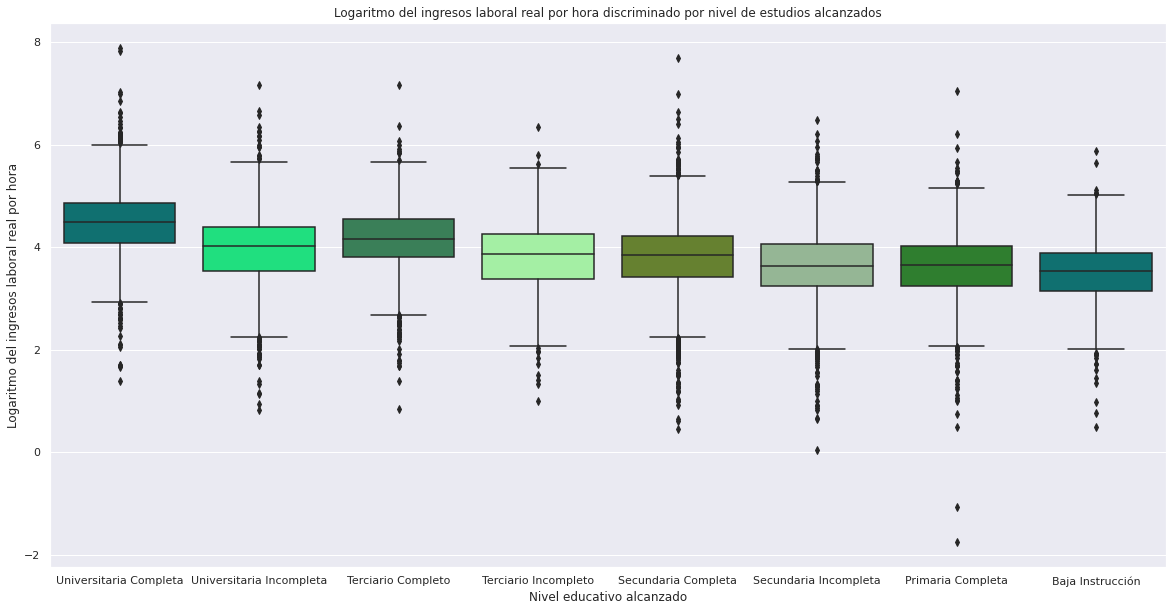 Logaritmo del ingresos laboral real por hora discriminado por nivel de estudios alcanzados
Logaritmo del ingresos laboral real por hora
8
6
4
2
0
−2
Universitaria Completa Universitaria Incompleta Terciario Completo Terciario Incompleto Secundaria Completa Secundaria Incompleta Primaria Completa Baja Instrucción
Nivel educativo alcanzado